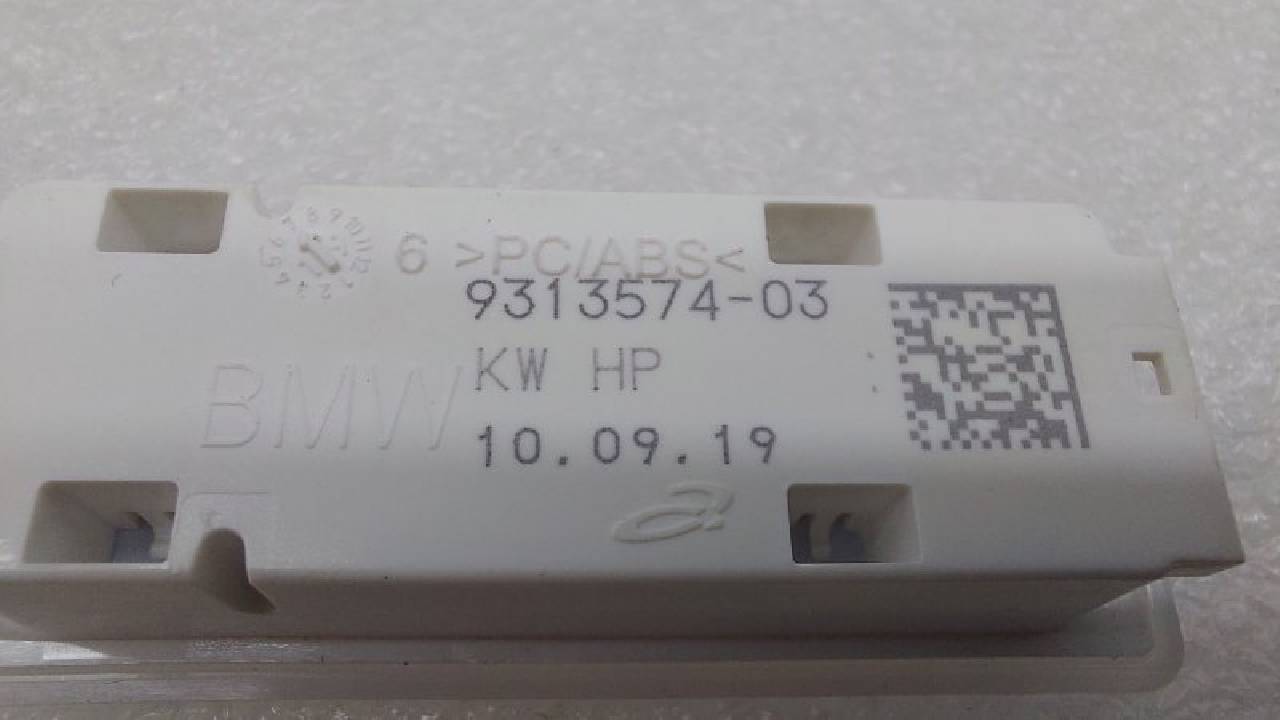 6 >PC/ABS<
9313574-03
BMW
KW HP
10.09.19